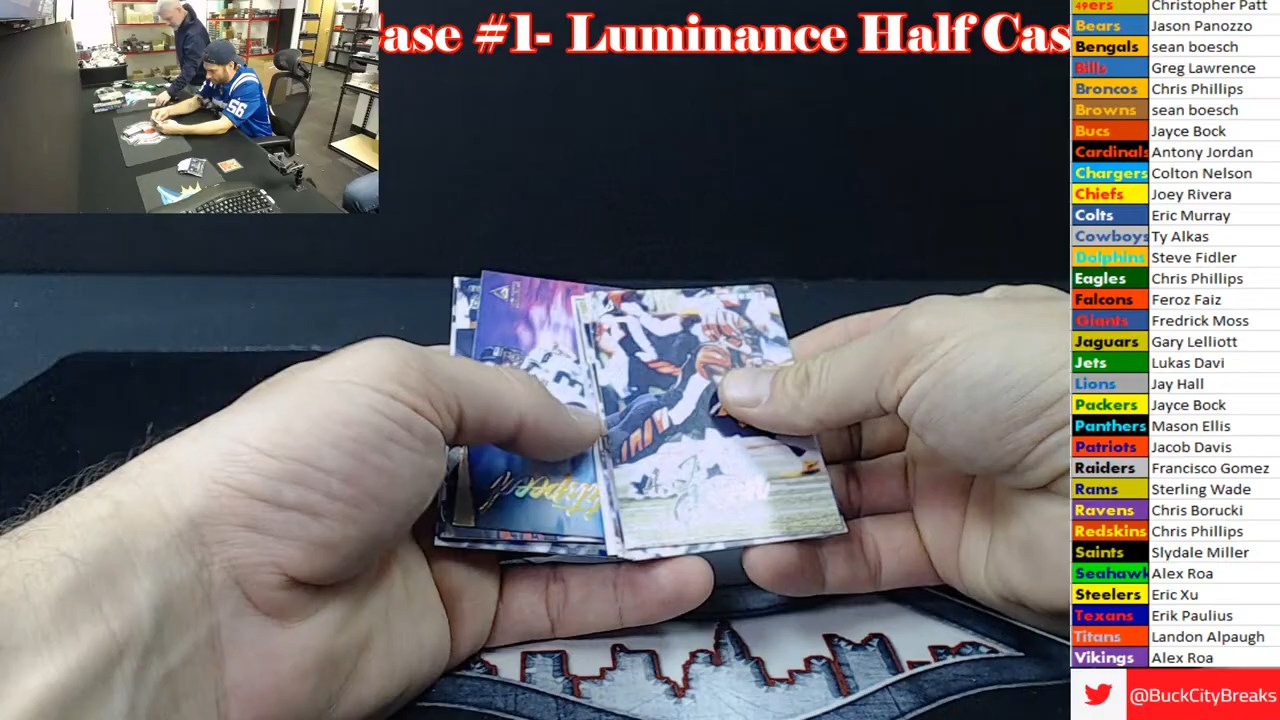 Case #1- Luminance Half Cas
56
49ers Christopher Patt
Bears Jason Panozzo
Bengals sean boesch
Bills Greg Lawrence
Broncos Chris Phillips
Browns sean boesch
Bucs Jayce Bock
Cardinals Antony Jordan
Chargers Colton Nelson
Chiefs Joey Rivera
Colts Eric Murray
Cowboys Ty Alkas
Dolphins Steve Fidler
Eagles Chris Phillips
Falcons Feroz Faiz
Giants Fredrick Moss
Jaguars Gary Lelliott
Jets Lukas Davi
Lions Jay Hall
Packers Jayce Bock
Panthers Mason Ellis
Patriots Jacob Davis
Raiders Francisco Gomez
Rams Sterling Wade
Ravens Chris Borucki
Redskins Chris Phillips
Saints Slydale Miller
Seahawk Alex Roa
Steelers Eric Xu
Texans Erik Paulius
Titans Landon Alpaugh
Vikings Alex Roa
@BuckCityBreaks